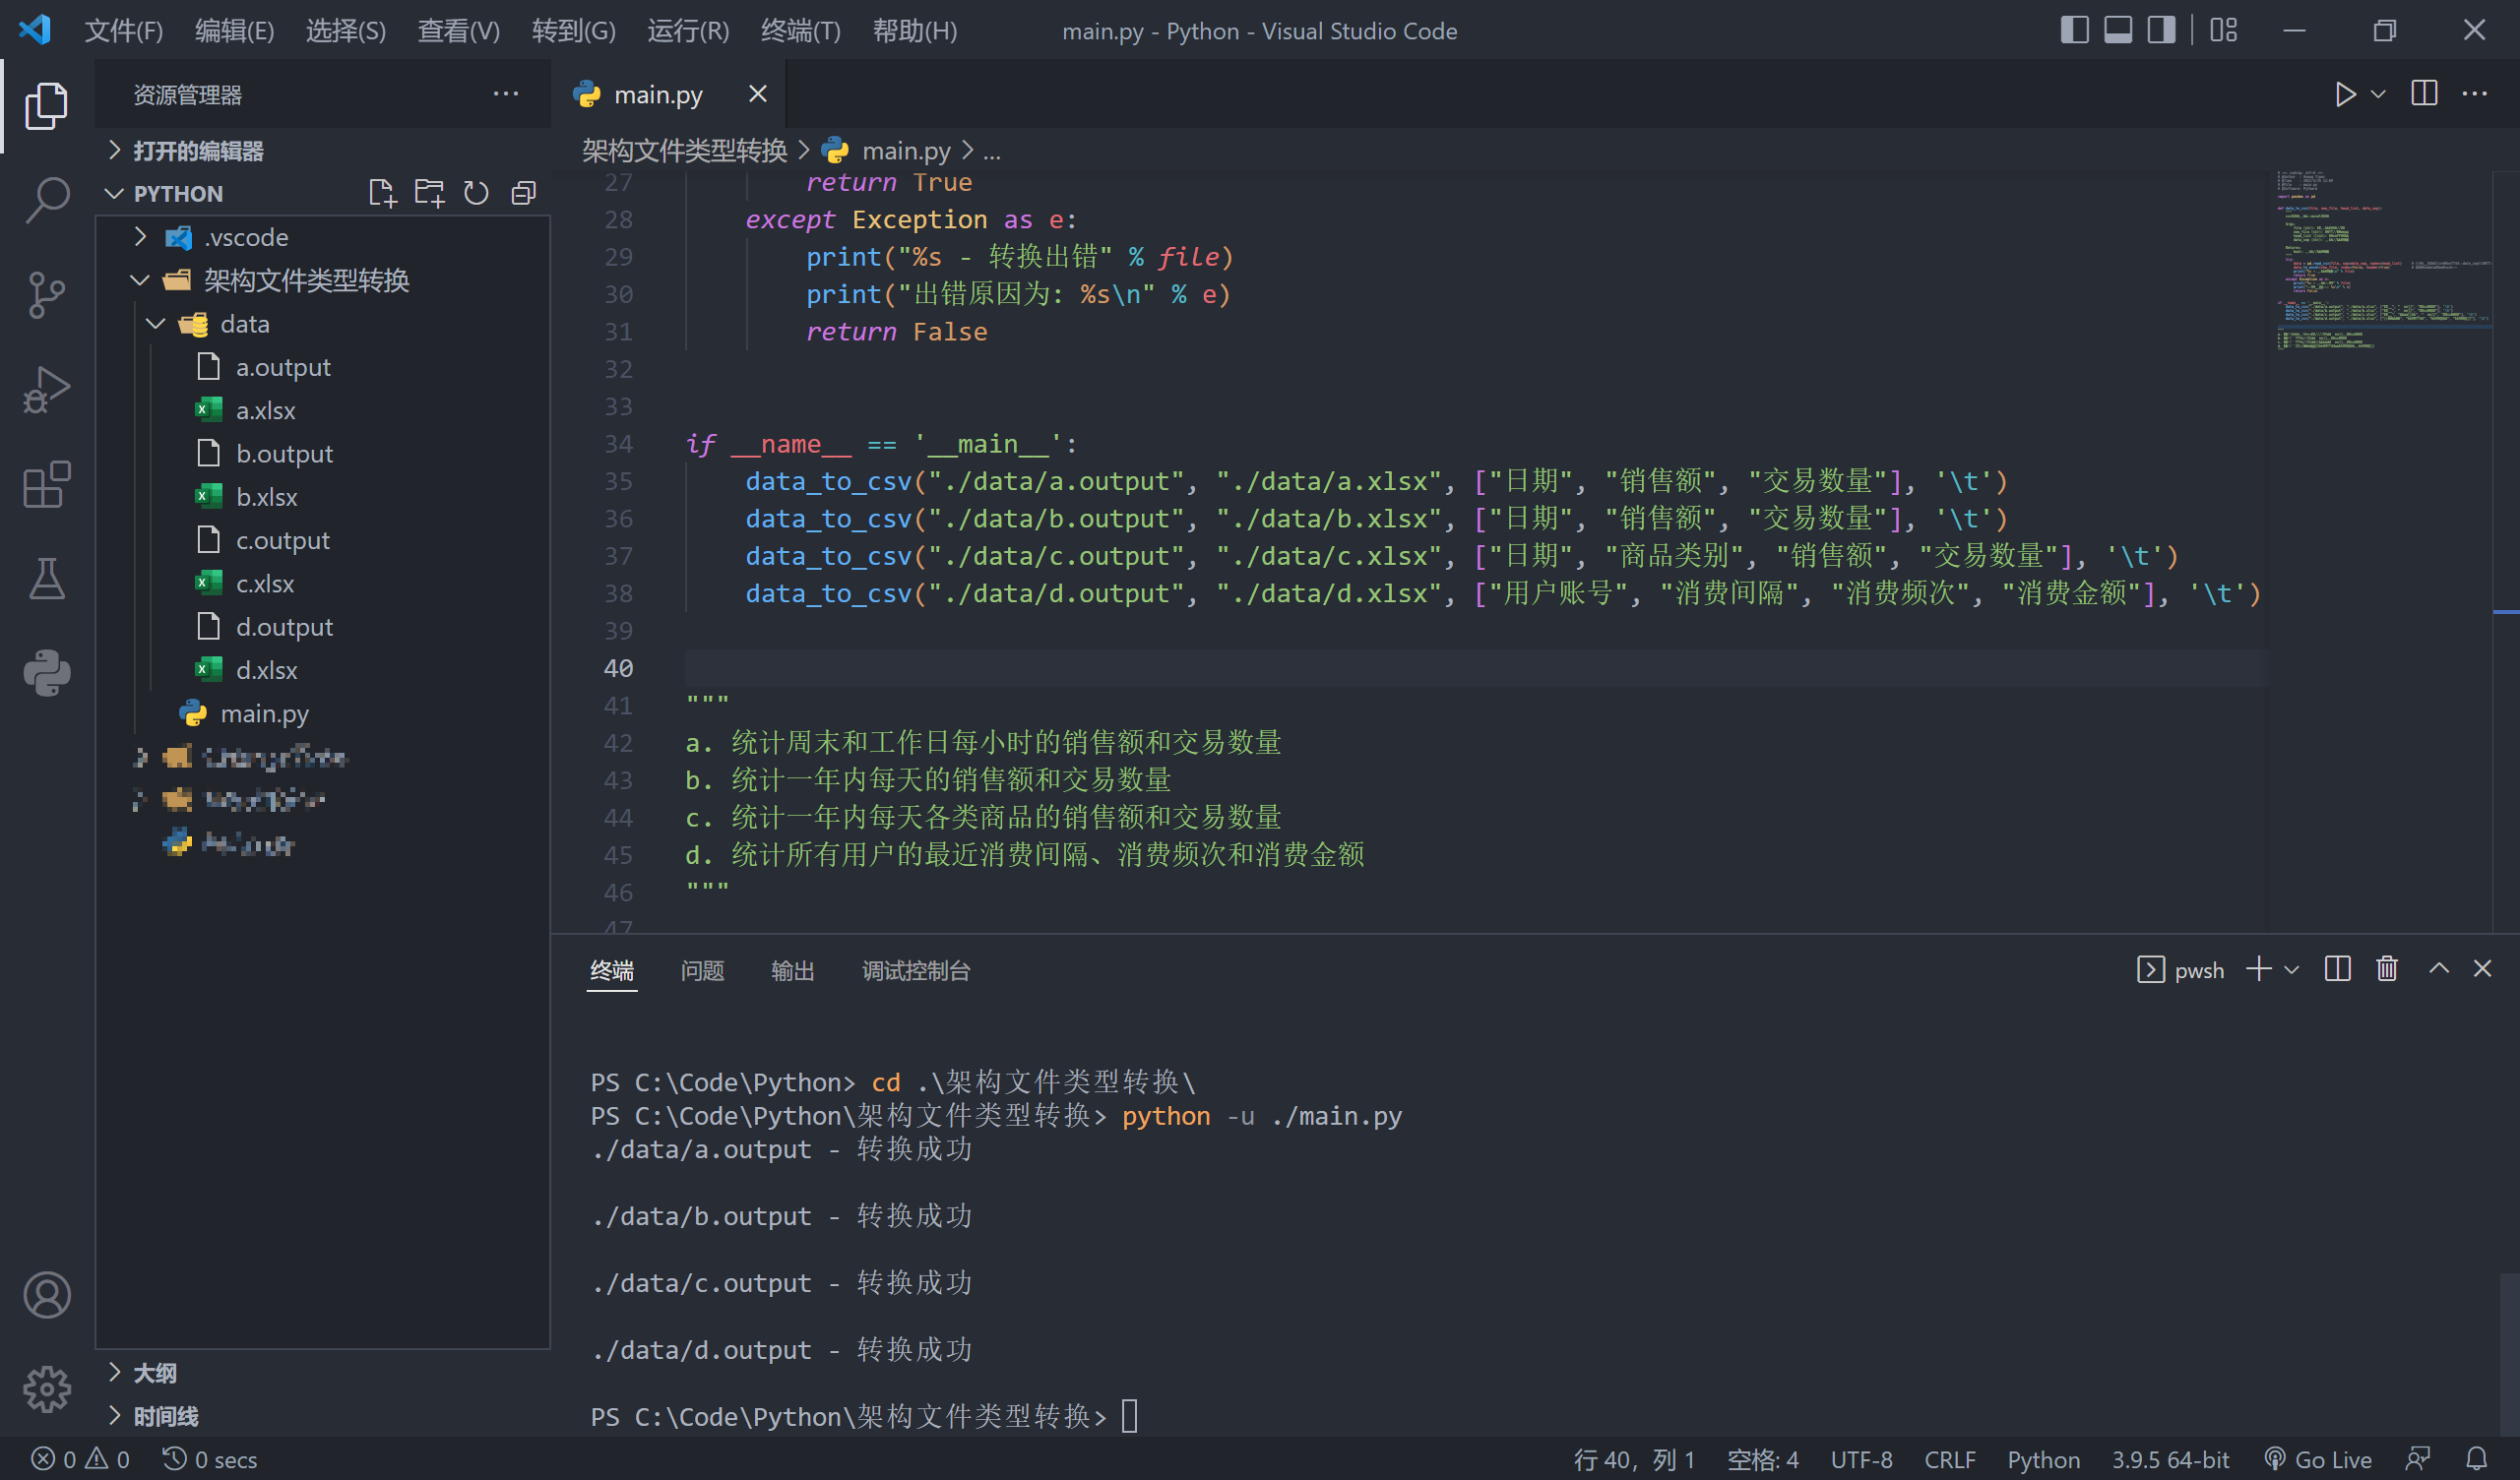 文件(F) 编辑(E) 选择(S) 查看(V) 转到(G) 运行(R) 终端(T) 帮助(H) main.py - Python - Visual Studio Code
资源管理器
打开的编辑器
PYTHON
.vscode
架构文件类型转换
data
a.output
a.xlsx
b.output
b.xlsx
c.output
c.xlsx
d.output
d.xlsx
main.py
大纲
时间线
main.py
架构文件类型转换 > main.py > ...
27 return True
28 except Exception as e:
29 print("%s - 转换出错" % file)
30 print("出错原因为: %s\n" % e)
31 return False
32
33
34 if __name__ == '__main__':
35 data_to_csv("./data/a.output", "./data/a.xlsx", ["日期", "销售额", "交易数量"], '\t')
36 data_to_csv("./data/b.output", "./data/b.xlsx", ["日期", "销售额", "交易数量"], '\t')
37 data_to_csv("./data/c.output", "./data/c.xlsx", ["日期", "商品类别", "销售额", "交易数量"], '\t')
38 data_to_csv("./data/d.output", "./data/d.xlsx", ["用户账号", "消费间隔", "消费频次", "消费金额"], '\t')
39
40
41 """
42 a. 统计周末和工作日每小时的销售额和交易数量
43 b. 统计一年内每天的销售额和交易数量
44 c. 统计一年内每天各类商品的销售额和交易数量
45 d. 统计所有用户的最近消费间隔、消费频次和消费金额
46 """
47
终端 问题 输出 调试控制台 pwsh
PS C:\Code\Python> cd .\架构文件类型转换\
PS C:\Code\Python\架构文件类型转换> python -u ./main.py
./data/a.output - 转换成功
./data/b.output - 转换成功
./data/c.output - 转换成功
./data/d.output - 转换成功
PS C:\Code\Python\架构文件类型转换>
0 0 0 secs 行 40, 列 1 空格: 4 UTF-8 CRLF Python 3.9.5 64-bit Go Live